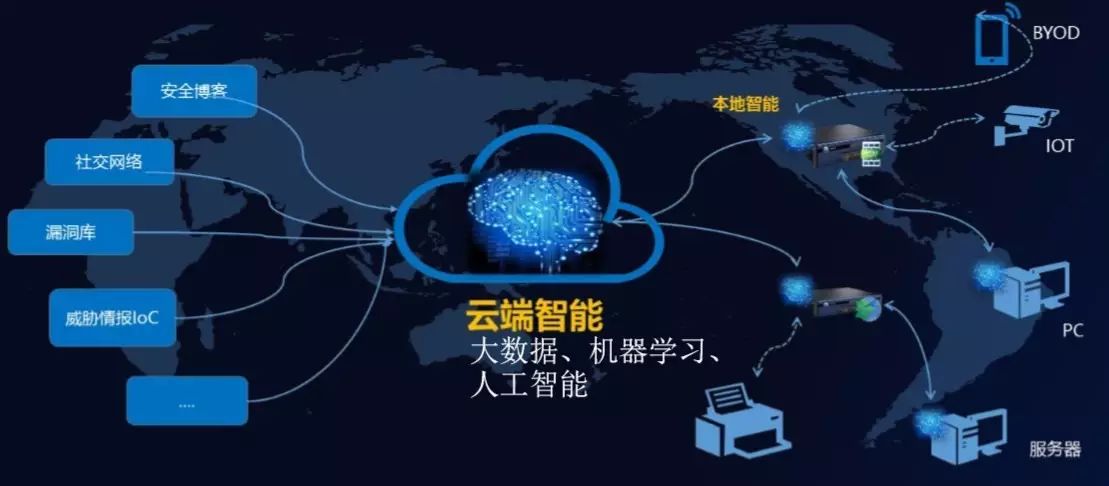 安全博客
社交网络
漏洞库
威胁情报IoC
....
云端智能
大数据、机器学习、
人工智能
本地智能
BYOD
IOT
PC
服务器